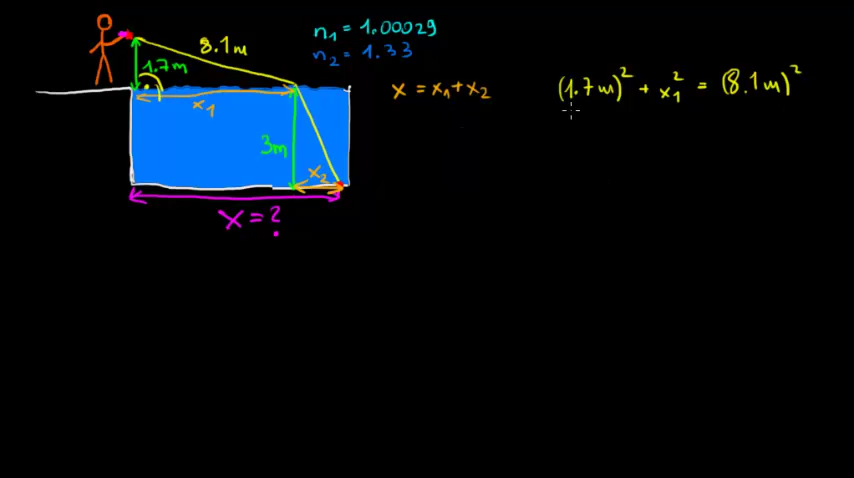 n₁ = 1.00029
n₂ = 1.33
8.1m
1.7m
x₁
3m
x₂
x = ?
x = x₁+x₂
(1.7m)² + x₁² = (8.1m)²